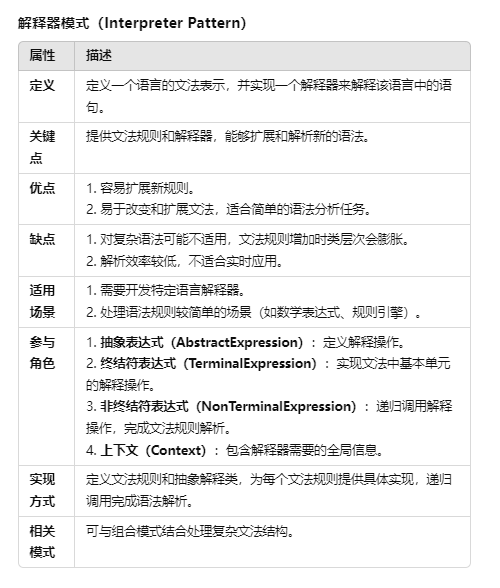 解释器模式（Interpreter Pattern）
属性 描述
定义 定义一个语言的文法表示，并实现一个解释器来解释该语言中的语
句。
关键
点 提供文法规则和解释器，能够扩展和解析新的语法。
优点 1. 容易扩展新规则。
2. 易于改变和扩展文法，适合简单的语法分析任务。
缺点 1. 对复杂语法可能不适用，文法规则增加时类层次会膨胀。
2. 解析效率较低，不适合实时应用。
适用
场景 1. 需要开发特定语言解释器。
2. 处理语法规则较简单的场景（如数学表达式、规则引擎）。
参与
角色 1. 抽象表达式（AbstractExpression）：定义解释操作。
2. 终结符表达式（TerminalExpression）：实现文法中基本单元
的解释操作。
3. 非终结符表达式（NonTerminalExpression）：递归调用解释
操作，完成文法规则解析。
4. 上下文（Context）：包含解释器需要的全局信息。
实现
方式 定义文法规则和抽象解释类，为每个文法规则提供具体实现，递归
调用完成语法解析。
相关
模式 可与组合模式结合处理复杂文法结构。